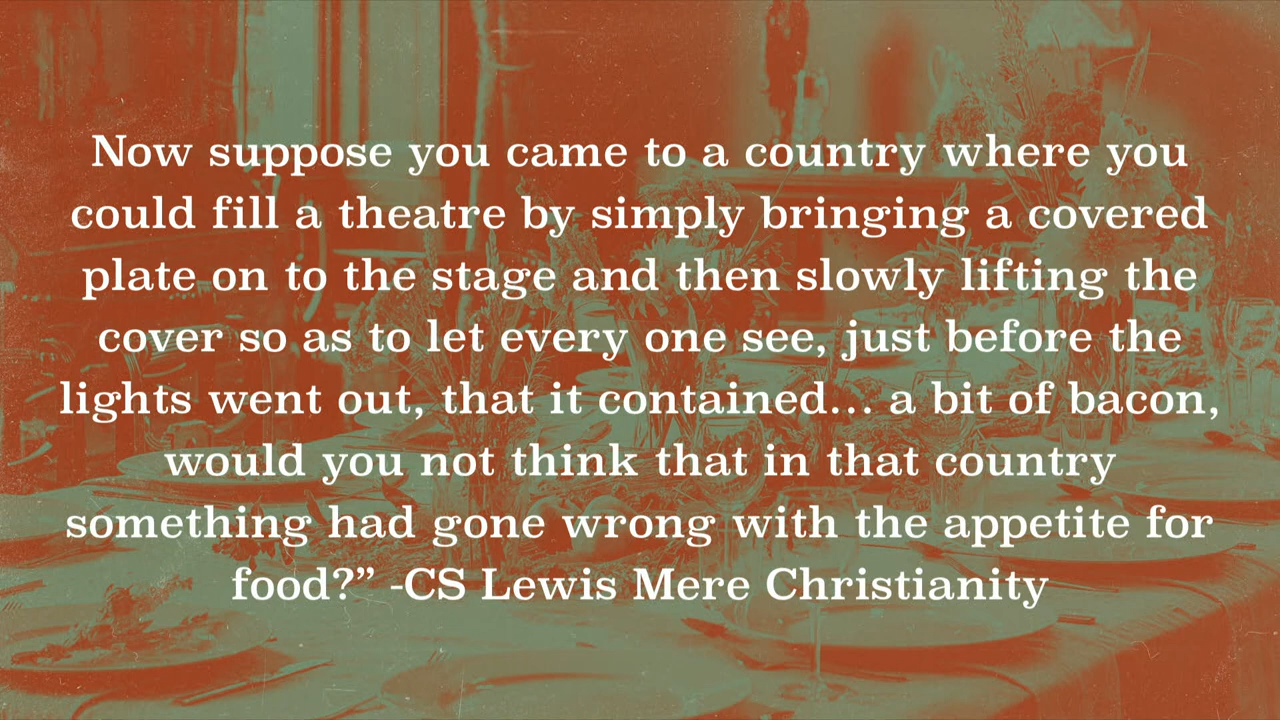 Now suppose you came to a country where you
could fill a theatre by simply bringing a covered
plate on to the stage and then slowly lifting the
cover so as to let every one see, just before the
lights went out, that it contained... a bit of bacon,
would you not think that in that country
something had gone wrong with the appetite for
food?” -CS Lewis Mere Christianity